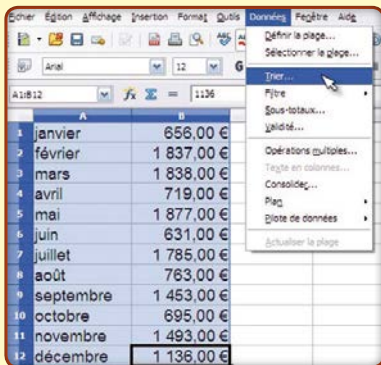 Fichier Édition Affichage Insertion Format Outils Données Fenêtre Aide
Arial 12 G
A1:B12 1136
A B
1 janvier 656,00 €
2 février 1 837,00 €
3 mars 1 838,00 €
4 avril 719,00 €
5 mai 1 877,00 €
6 juin 631,00 €
7 juillet 1 785,00 €
8 août 763,00 €
9 septembre 1 453,00 €
10 octobre 695,00 €
11 novembre 1 493,00 €
12 décembre 1 136,00 €
Définir la plage...
Sélectionner la plage...
Trier...
Filtre
Sous-totaux...
Validité...
Opérations multiples...
Texte en colonnes...
Consolider...
Plan
Pilote de données
Actualiser la plage